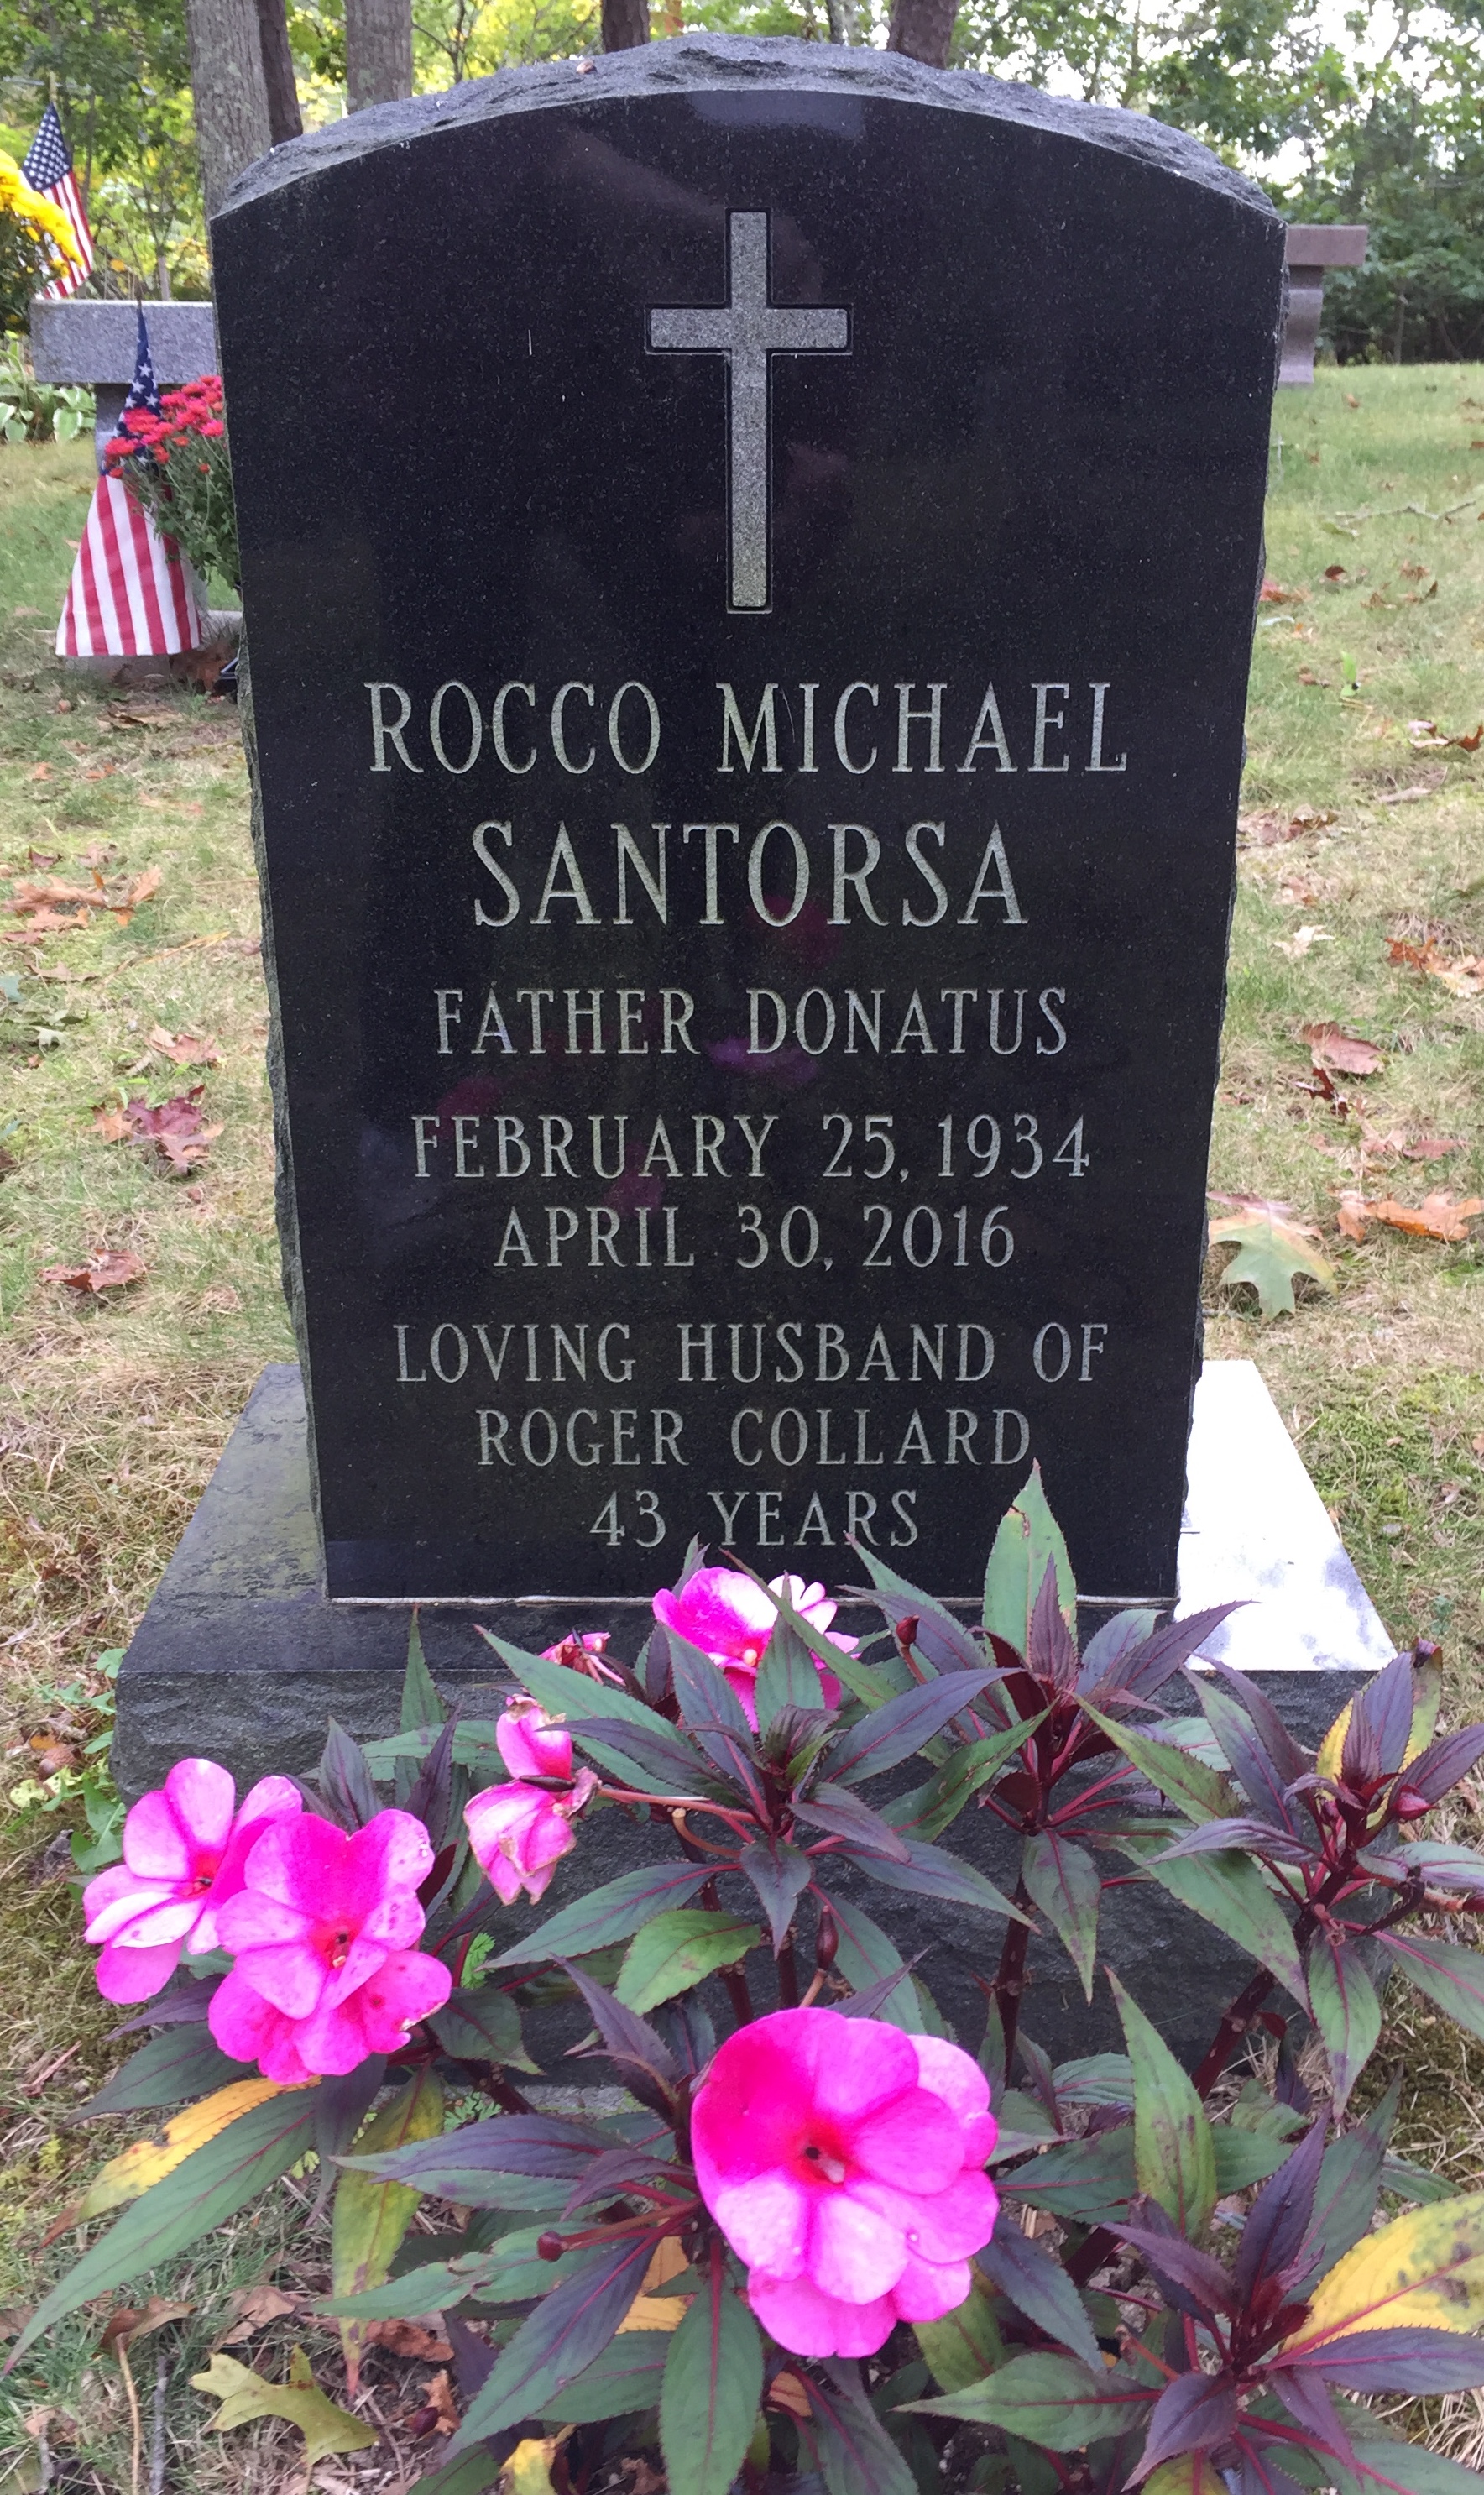 ROCCO MICHAEL
SANTORSA
FATHER DONATUS
FEBRUARY 25, 1934
APRIL 30, 2016
LOVING HUSBAND OF
ROGER COLLARD
43 YEARS